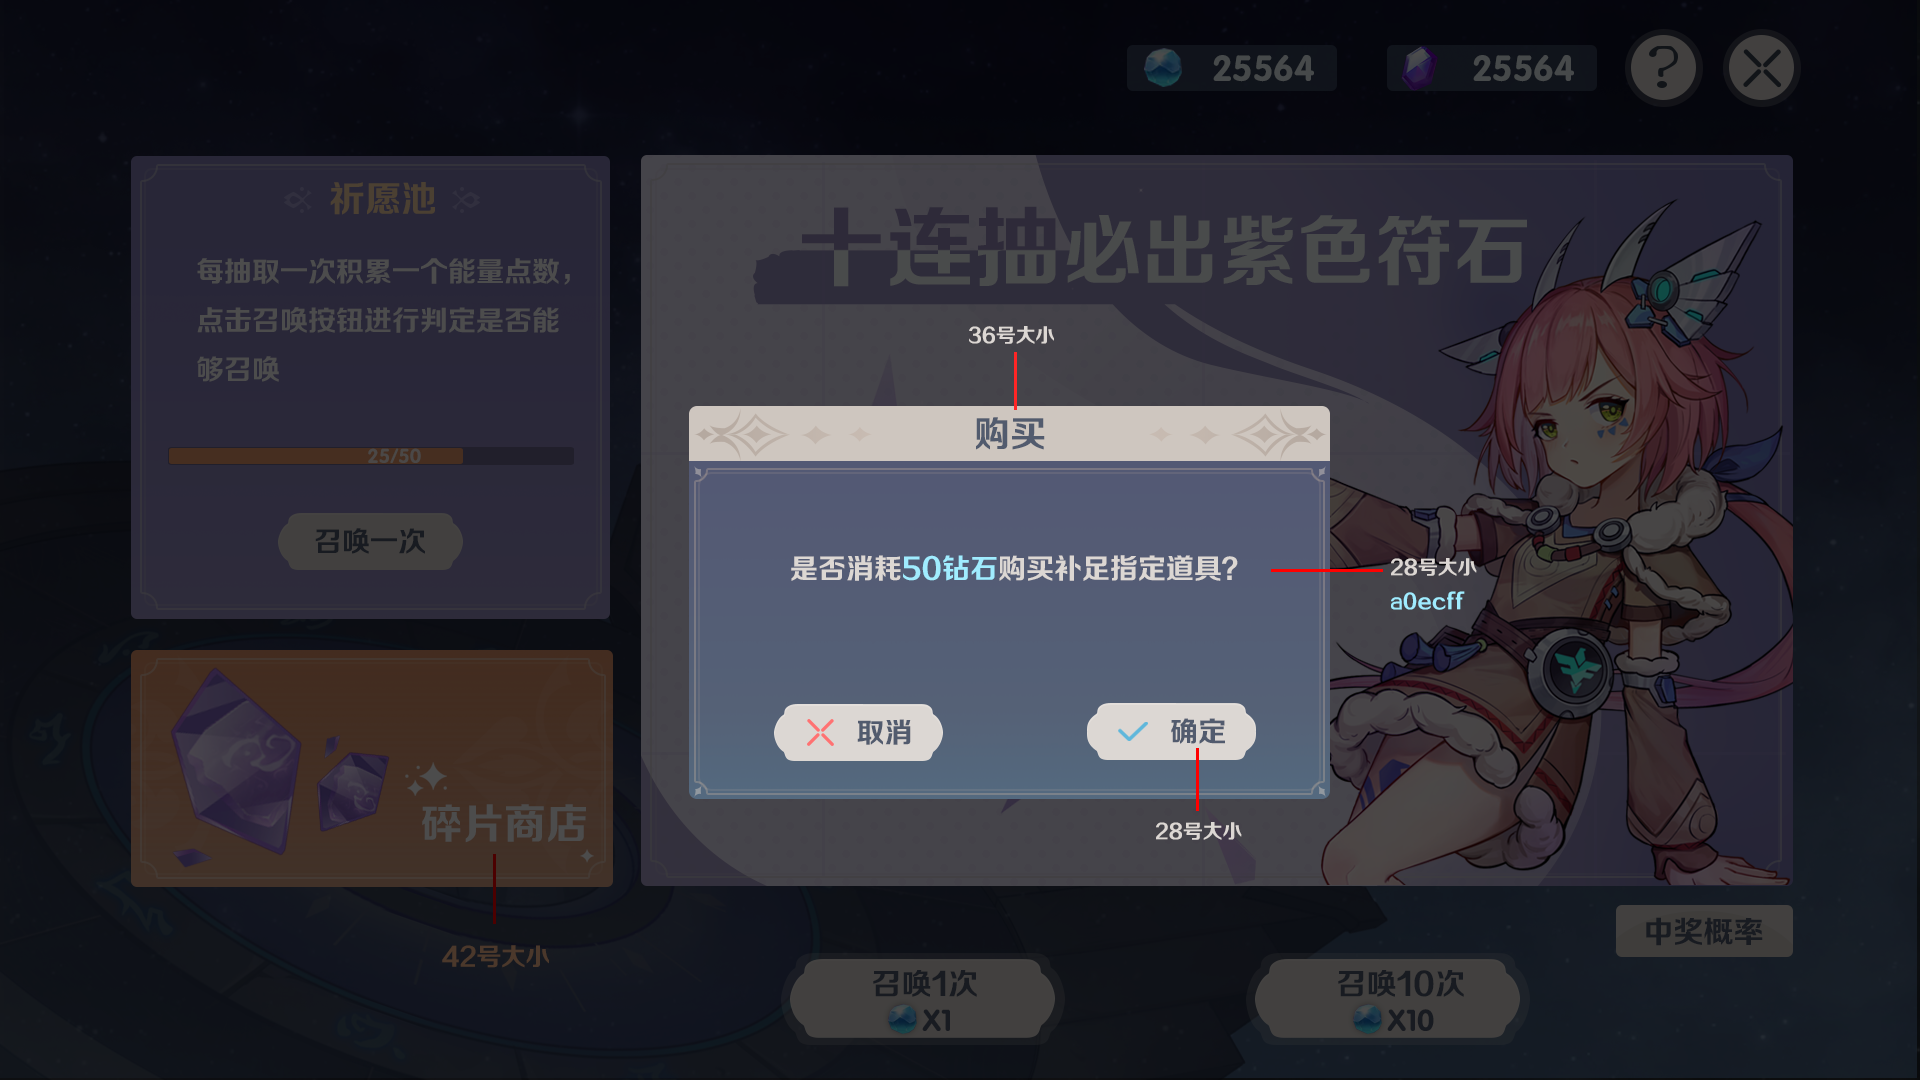 25564
25564
?
祈愿池
每抽取一次积累一个能量点数，
点击召唤按钮进行判定是否能
够召唤
25/50
召唤一次
十连抽必出紫色符石
36号大小
购买
是否消耗50钻石购买补足指定道具?
28号大小
a0ecff
取消
确定
28号大小
碎片商店
42号大小
中奖概率
召唤1次
X1
召唤10次
X10